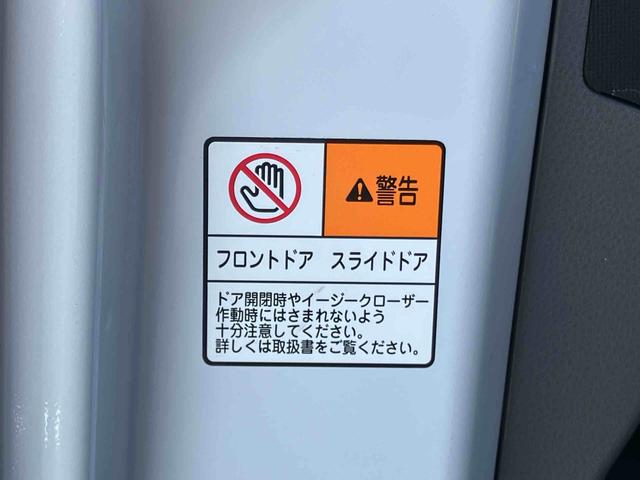 警告
フロントドア スライドドア
ドア開閉時やイージークローザー
作動時にはさまれないよう
十分注意してください。
詳しくは取扱書をご覧ください。